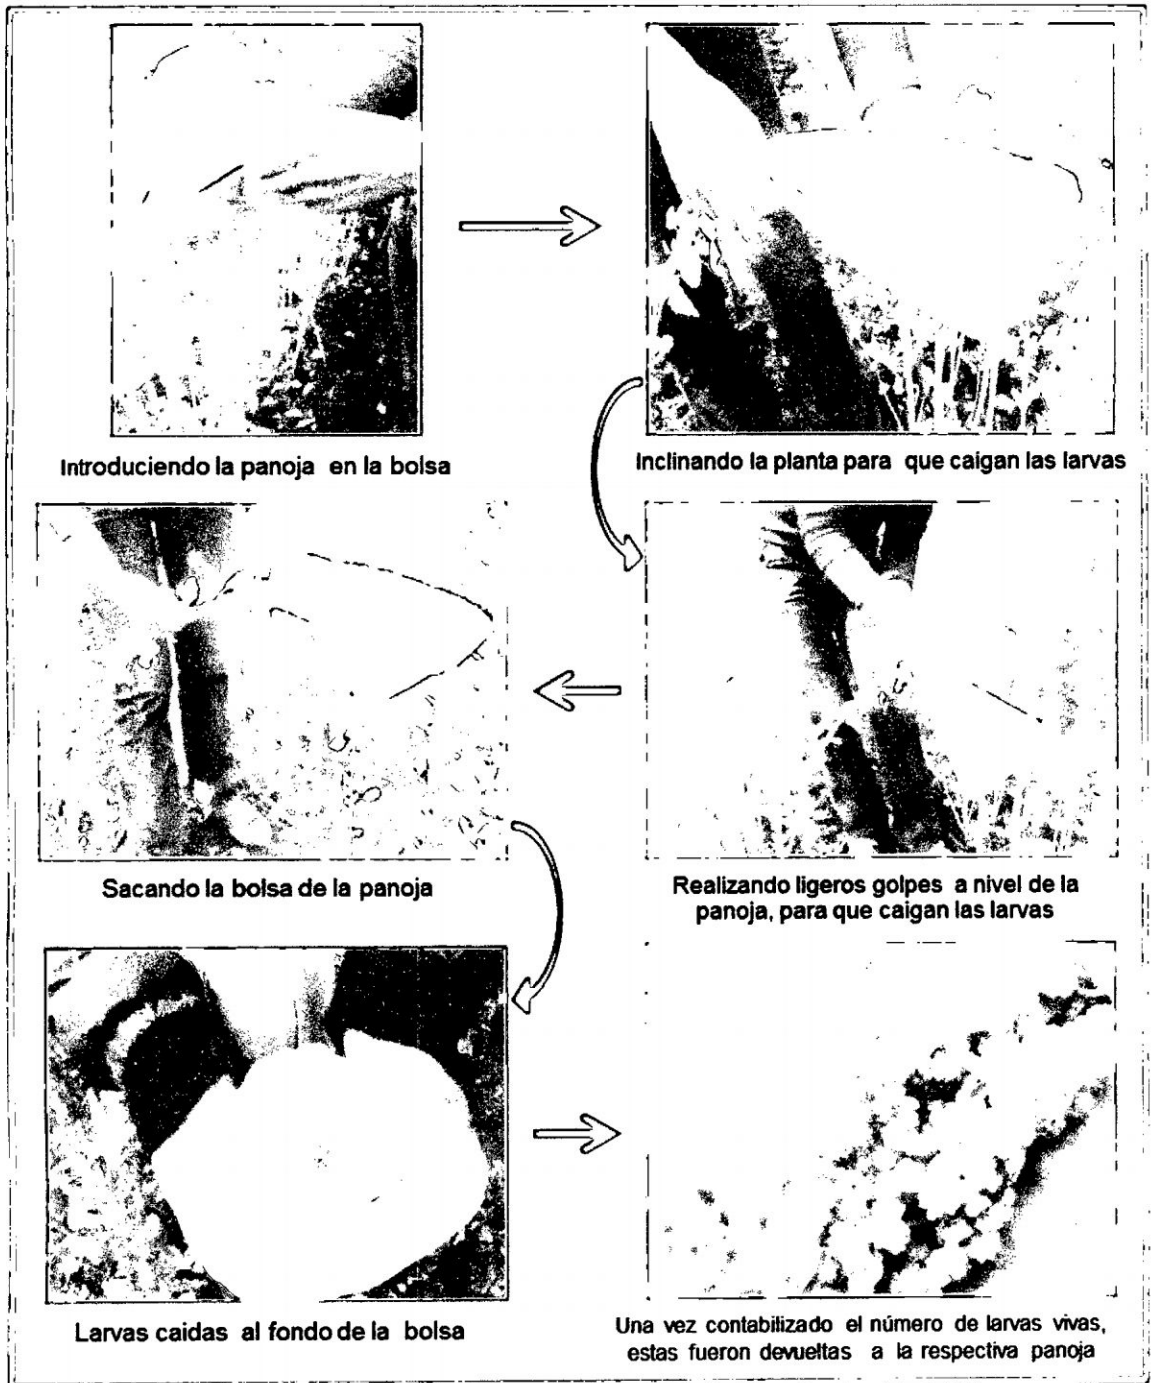 Introduciendo la panoja en la bolsa
Inclinando la planta para que caigan las larvas
Realizando ligeros golpes a nivel de la
panoja, para que caigan las larvas
Sacando la bolsa de la panoja
Larvas caidas al fondo de la bolsa
Una vez contabilizado el número de larvas vivas,
estas fueron devueltas a la respectiva panoja